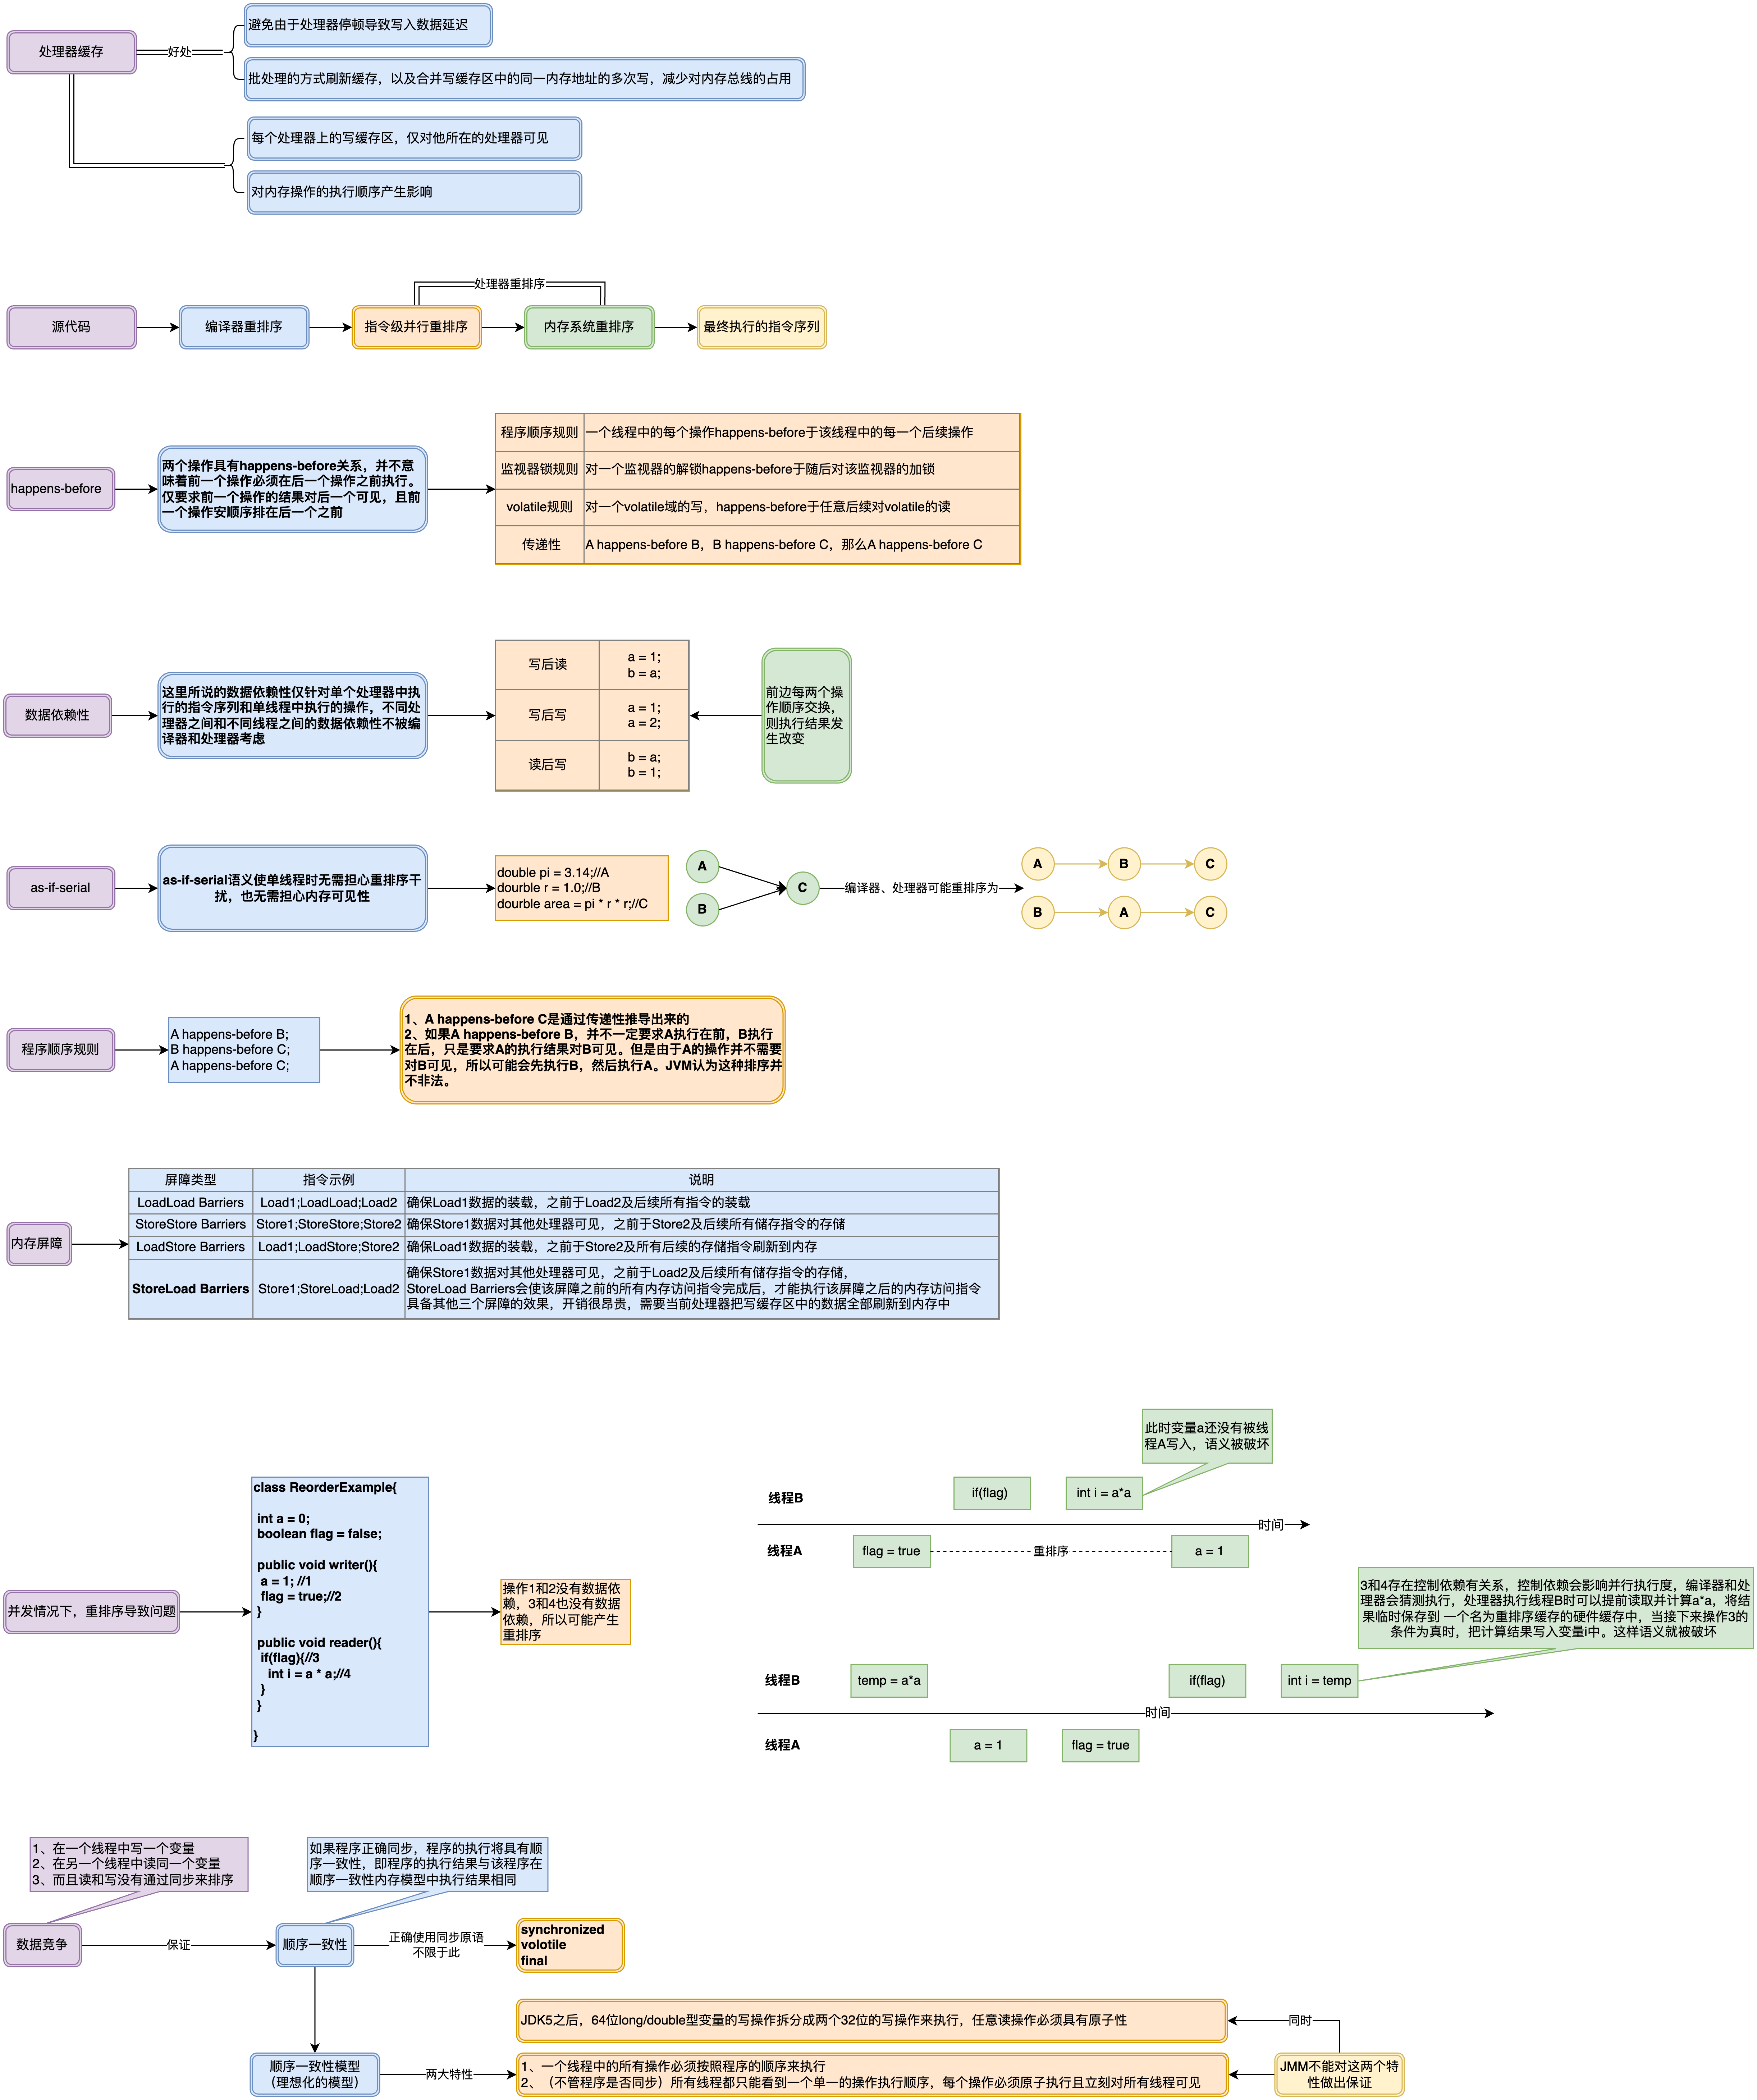 处理器缓存
好处
避免由于处理器停顿导致写入数据延迟
批处理的方式刷新缓存，以及合并写缓存区中的同一内存地址的多次写，减少对内存总线的占用
每个处理器上的写缓存区，仅对他所在的处理器可见
对内存操作的执行顺序产生影响
处理器重排序
源代码
编译器重排序
指令级并行重排序
内存系统重排序
最终执行的指令序列
happens-before
两个操作具有happens-before关系，并不意
味着前一个操作必须在后一个操作之前执行。
仅要求前一个操作的结果对后一个可见，且前
一个操作安顺序排在后一个之前
程序顺序规则
一个线程中的每个操作happens-before于该线程中的每一个后续操作
监视器锁规则
对一个监视器的解锁happens-before于随后对该监视器的加锁
volatile规则
对一个volatile域的写，happens-before于任意后续对volatile的读
传递性
A happens-before B，B happens-before C，那么A happens-before C
数据依赖性
这里所说的数据依赖性仅针对单个处理器中执
行的指令序列和单线程中执行的操作，不同处
理器之间和不同线程之间的数据依赖性不被编
译器和处理器考虑
写后读
a = 1;
b = a;
写后写
a = 1;
a = 2;
读后写
b = a;
b = 1;
前边每两个操
作顺序交换，
则执行结果发
生改变
as-if-serial
as-if-serial语义使单线程时无需担心重排序干
扰，也无需担心内存可见性
double pi = 3.14;//A
dourble r = 1.0;//B
dourble area = pi * r * r;//C
A
B
C
编译器、处理器可能重排序为
A
B
C
B
A
C
程序顺序规则
A happens-before B;
B happens-before C;
A happens-before C;
1、A happens-before C是通过传递性推导出来的
2、如果A happens-before B，并不一定要求A执行在前，B执行
在后，只是要求A的执行结果对B可见。但是由于A的操作并不需要
对B可见，所以可能会先执行B，然后执行A。JVM认为这种排序并
不非法。
内存屏障
屏障类型
指令示例
说明
LoadLoad Barriers
Load1;LoadLoad;Load2
确保Load1数据的装载，之前于Load2及后续所有指令的装载
StoreStore Barriers
Store1;StoreStore;Store2
确保Store1数据对其他处理器可见，之前于Store2及后续所有储存指令的存储
LoadStore Barriers
Load1;LoadStore;Store2
确保Load1数据的装载，之前于Store2及所有后续的存储指令刷新到内存
StoreLoad Barriers
Store1;StoreLoad;Load2
确保Store1数据对其他处理器可见，之前于Load2及后续所有储存指令的存储，
StoreLoad Barriers会使该屏障之前的所有内存访问指令完成后，才能执行该屏障之后的内存访问指令
具备其他三个屏障的效果，开销很昂贵，需要当前处理器把写缓存区中的数据全部刷新到内存中
并发情况下，重排序导致问题
class ReorderExample{
int a = 0;
boolean flag = false;
public void writer(){
a = 1; //1
flag = true;//2
}
public void reader(){
if(flag){//3
int i = a * a;//4
}
}
}
操作1和2没有数据依
赖，3和4也没有数据
依赖，所以可能产生
重排序
此时变量a还没有被线
程A写入，语义被破坏
线程B
if(flag)
int i = a*a
时间
线程A
flag = true
重排序
a = 1
3和4存在控制依赖有关系，控制依赖会影响并行执行度，编译器和处
理器会猜测执行，处理器执行线程B时可以提前读取并计算a*a，将结
果临时保存到 一个名为重排序缓存的硬件缓存中，当接下来操作3的
条件为真时，把计算结果写入变量i中。这样语义就被破坏
线程B
temp = a*a
if(flag)
int i = temp
时间
线程A
a = 1
flag = true
1、在一个线程中写一个变量
2、在另一个线程中读同一个变量
3、而且读和写没有通过同步来排序
如果程序正确同步，程序的执行将具有顺
序一致性，即程序的执行结果与该程序在
顺序一致性内存模型中执行结果相同
数据竞争
保证
顺序一致性
正确使用同步原语
不限于此
synchronized
volotile
final
JDK5之后，64位long/double型变量的写操作拆分成两个32位的写操作来执行，任意读操作必须具有原子性
同时
顺序一致性模型
（理想化的模型）
两大特性
1、一个线程中的所有操作必须按照程序的顺序来执行
2、（不管程序是否同步）所有线程都只能看到一个单一的操作执行顺序，每个操作必须原子执行且立刻对所有线程可见
JMM不能对这两个特
性做出保证